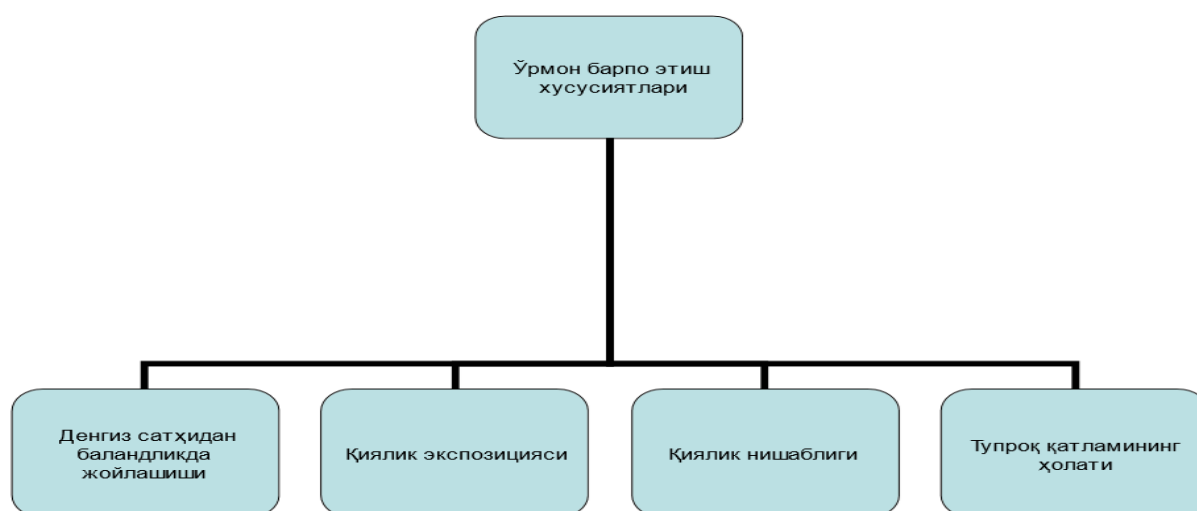 Ўрмон барпо этиш
хусусиятлари
Денгиз сатҳидан
баландликда
жойлашиши
Қиялик экспозицияси
Қиялик нишаблиги
Тупроқ қатламининг
ҳолати